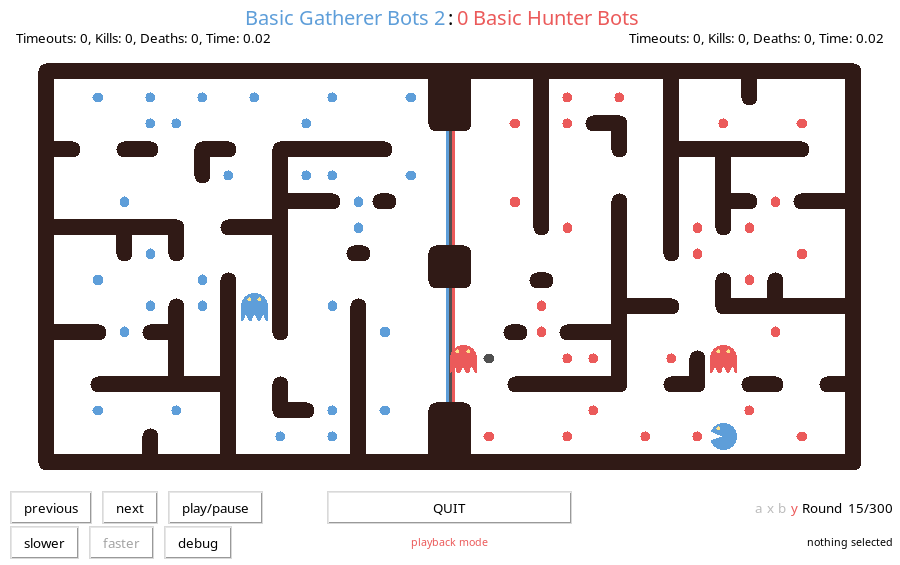 Basic Gatherer Bots 2 : 0 Basic Hunter Bots
Timeouts: 0, Kills: 0, Deaths: 0, Time: 0.02 Timeouts: 0, Kills: 0, Deaths: 0, Time: 0.02
previous next play/pause QUIT a x b y Round 15/300
slower faster debug playback mode nothing selected